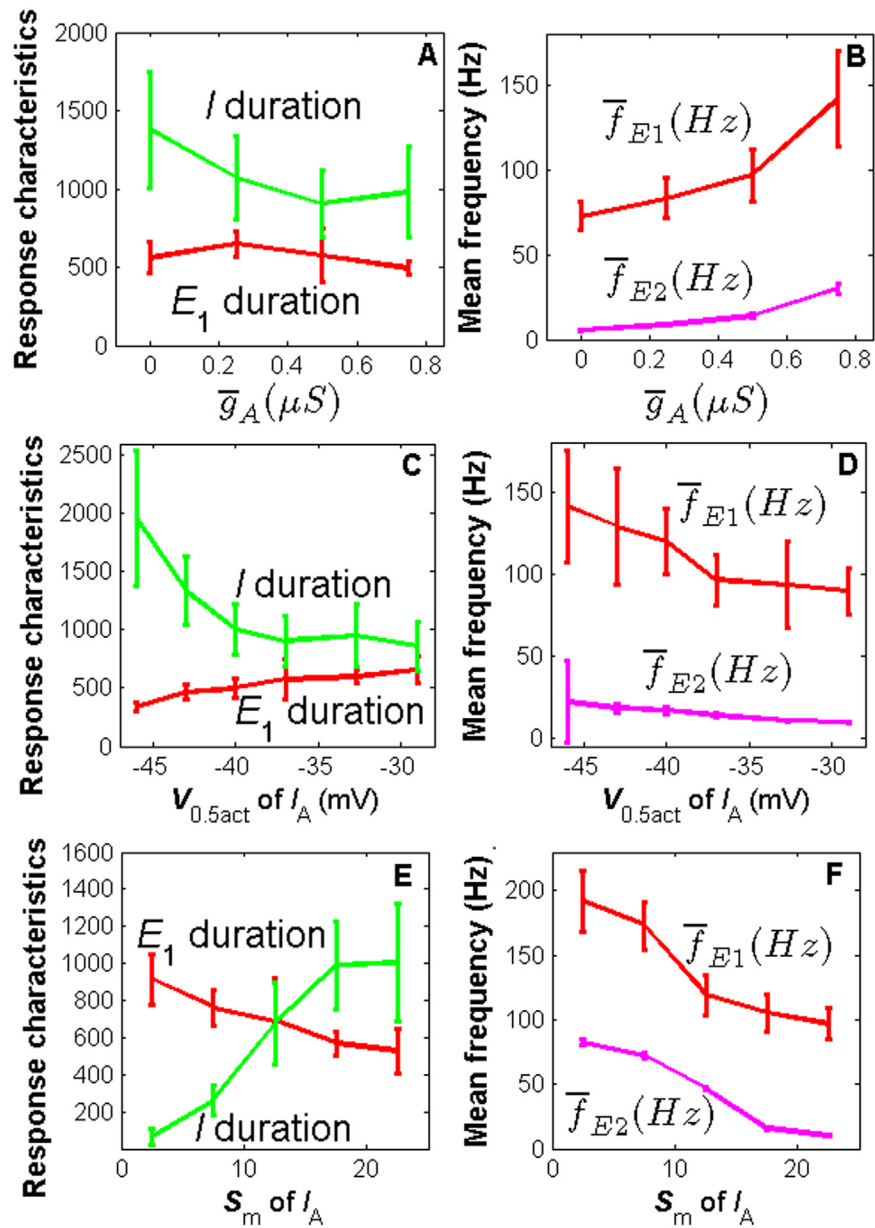 Response characteristics
2000
1500
1000
500
0
A
I duration
E1 duration
0 0.2 0.4 0.6 0.8
g̅A(μS)
Mean frequency (Hz)
150
100
50
0
B
f̅E1(Hz)
f̅E2(Hz)
0 0.2 0.4 0.6 0.8
g̅A(μS)
Response characteristics
2500
2000
1500
1000
500
0
C
I duration
E1 duration
-45 -40 -35 -30
V0.5act of IA (mV)
Mean frequency (Hz)
150
100
50
0
D
f̅E1(Hz)
f̅E2(Hz)
-45 -40 -35 -30
V0.5act of IA (mV)
Response characteristics
1600
1400
1200
1000
800
600
400
200
E
E1 duration
I duration
0 10 20
Sm of IA
Mean frequency (Hz)
200
150
100
50
0
F
f̅E1(Hz)
f̅E2(Hz)
0 10 20
Sm of IA